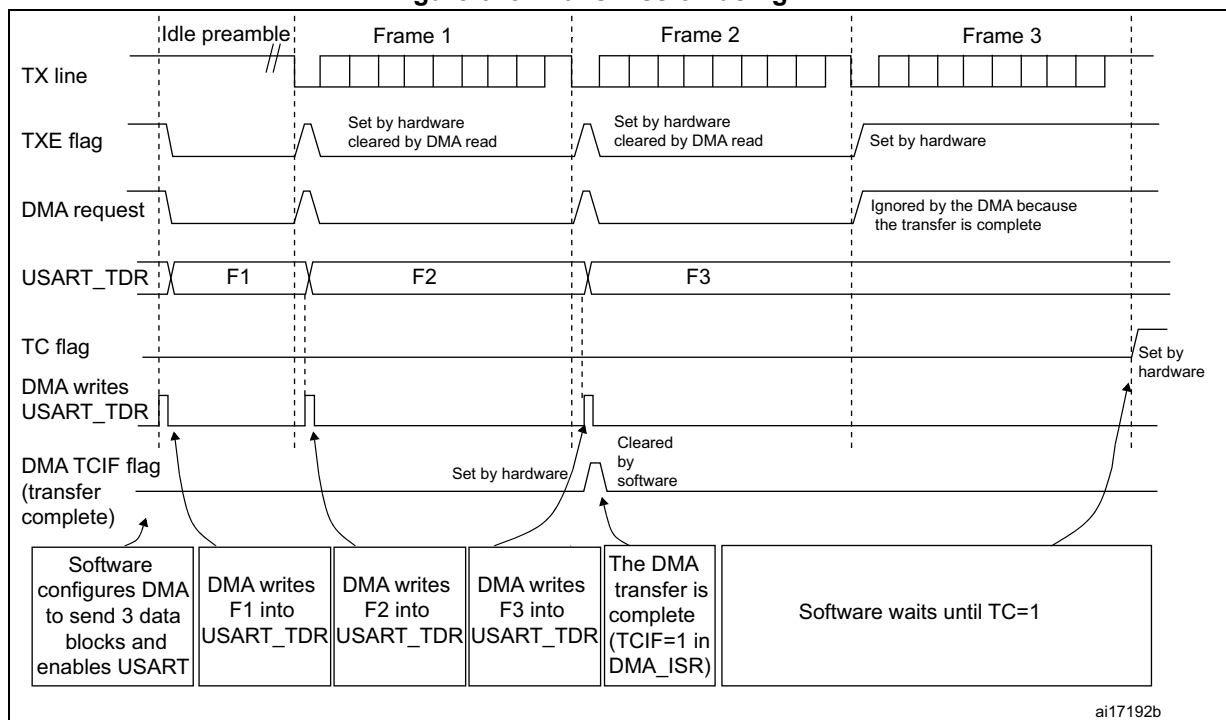 Idle preamble
Frame 1
Frame 2
Frame 3
TX line
TXE flag
Set by hardware
cleared by DMA read
Set by hardware
cleared by DMA read
Set by hardware
DMA request
Ignored by the DMA because
the transfer is complete
USART_TDR
F1
F2
F3
TC flag
Set by
hardware
DMA writes
USART_TDR
DMA TCIF flag
(transfer
complete)
Set by hardware
Cleared
by
software
Software
configures DMA
to send 3 data
blocks and
enables USART
DMA writes
F1 into
USART_TDR
DMA writes
F2 into
USART_TDR
DMA writes
F3 into
USART_TDR
The DMA
transfer is
complete
(TCIF=1 in
DMA_ISR)
Software waits until TC=1
ai17192b